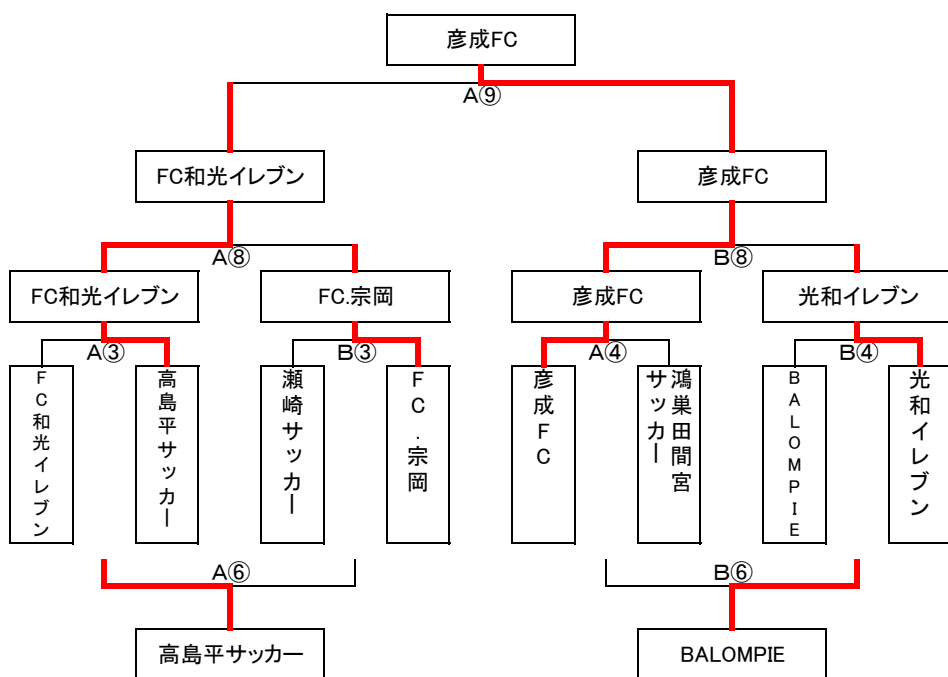 彦成FC
A⑨
FC和光イレブン
彦成FC
A⑧
B⑧
FC和光イレブン
FC.宗岡
彦成FC
光和イレブン
A③
B③
A④
B④
FC和光イレブン
高島平サッカー
瀬崎サッカー
FC.宗岡
彦成FC
鴻巣田間宮
サッカー
BALOMPIE
光和イレブン
A⑥
B⑥
高島平サッカー
BALOMPIE